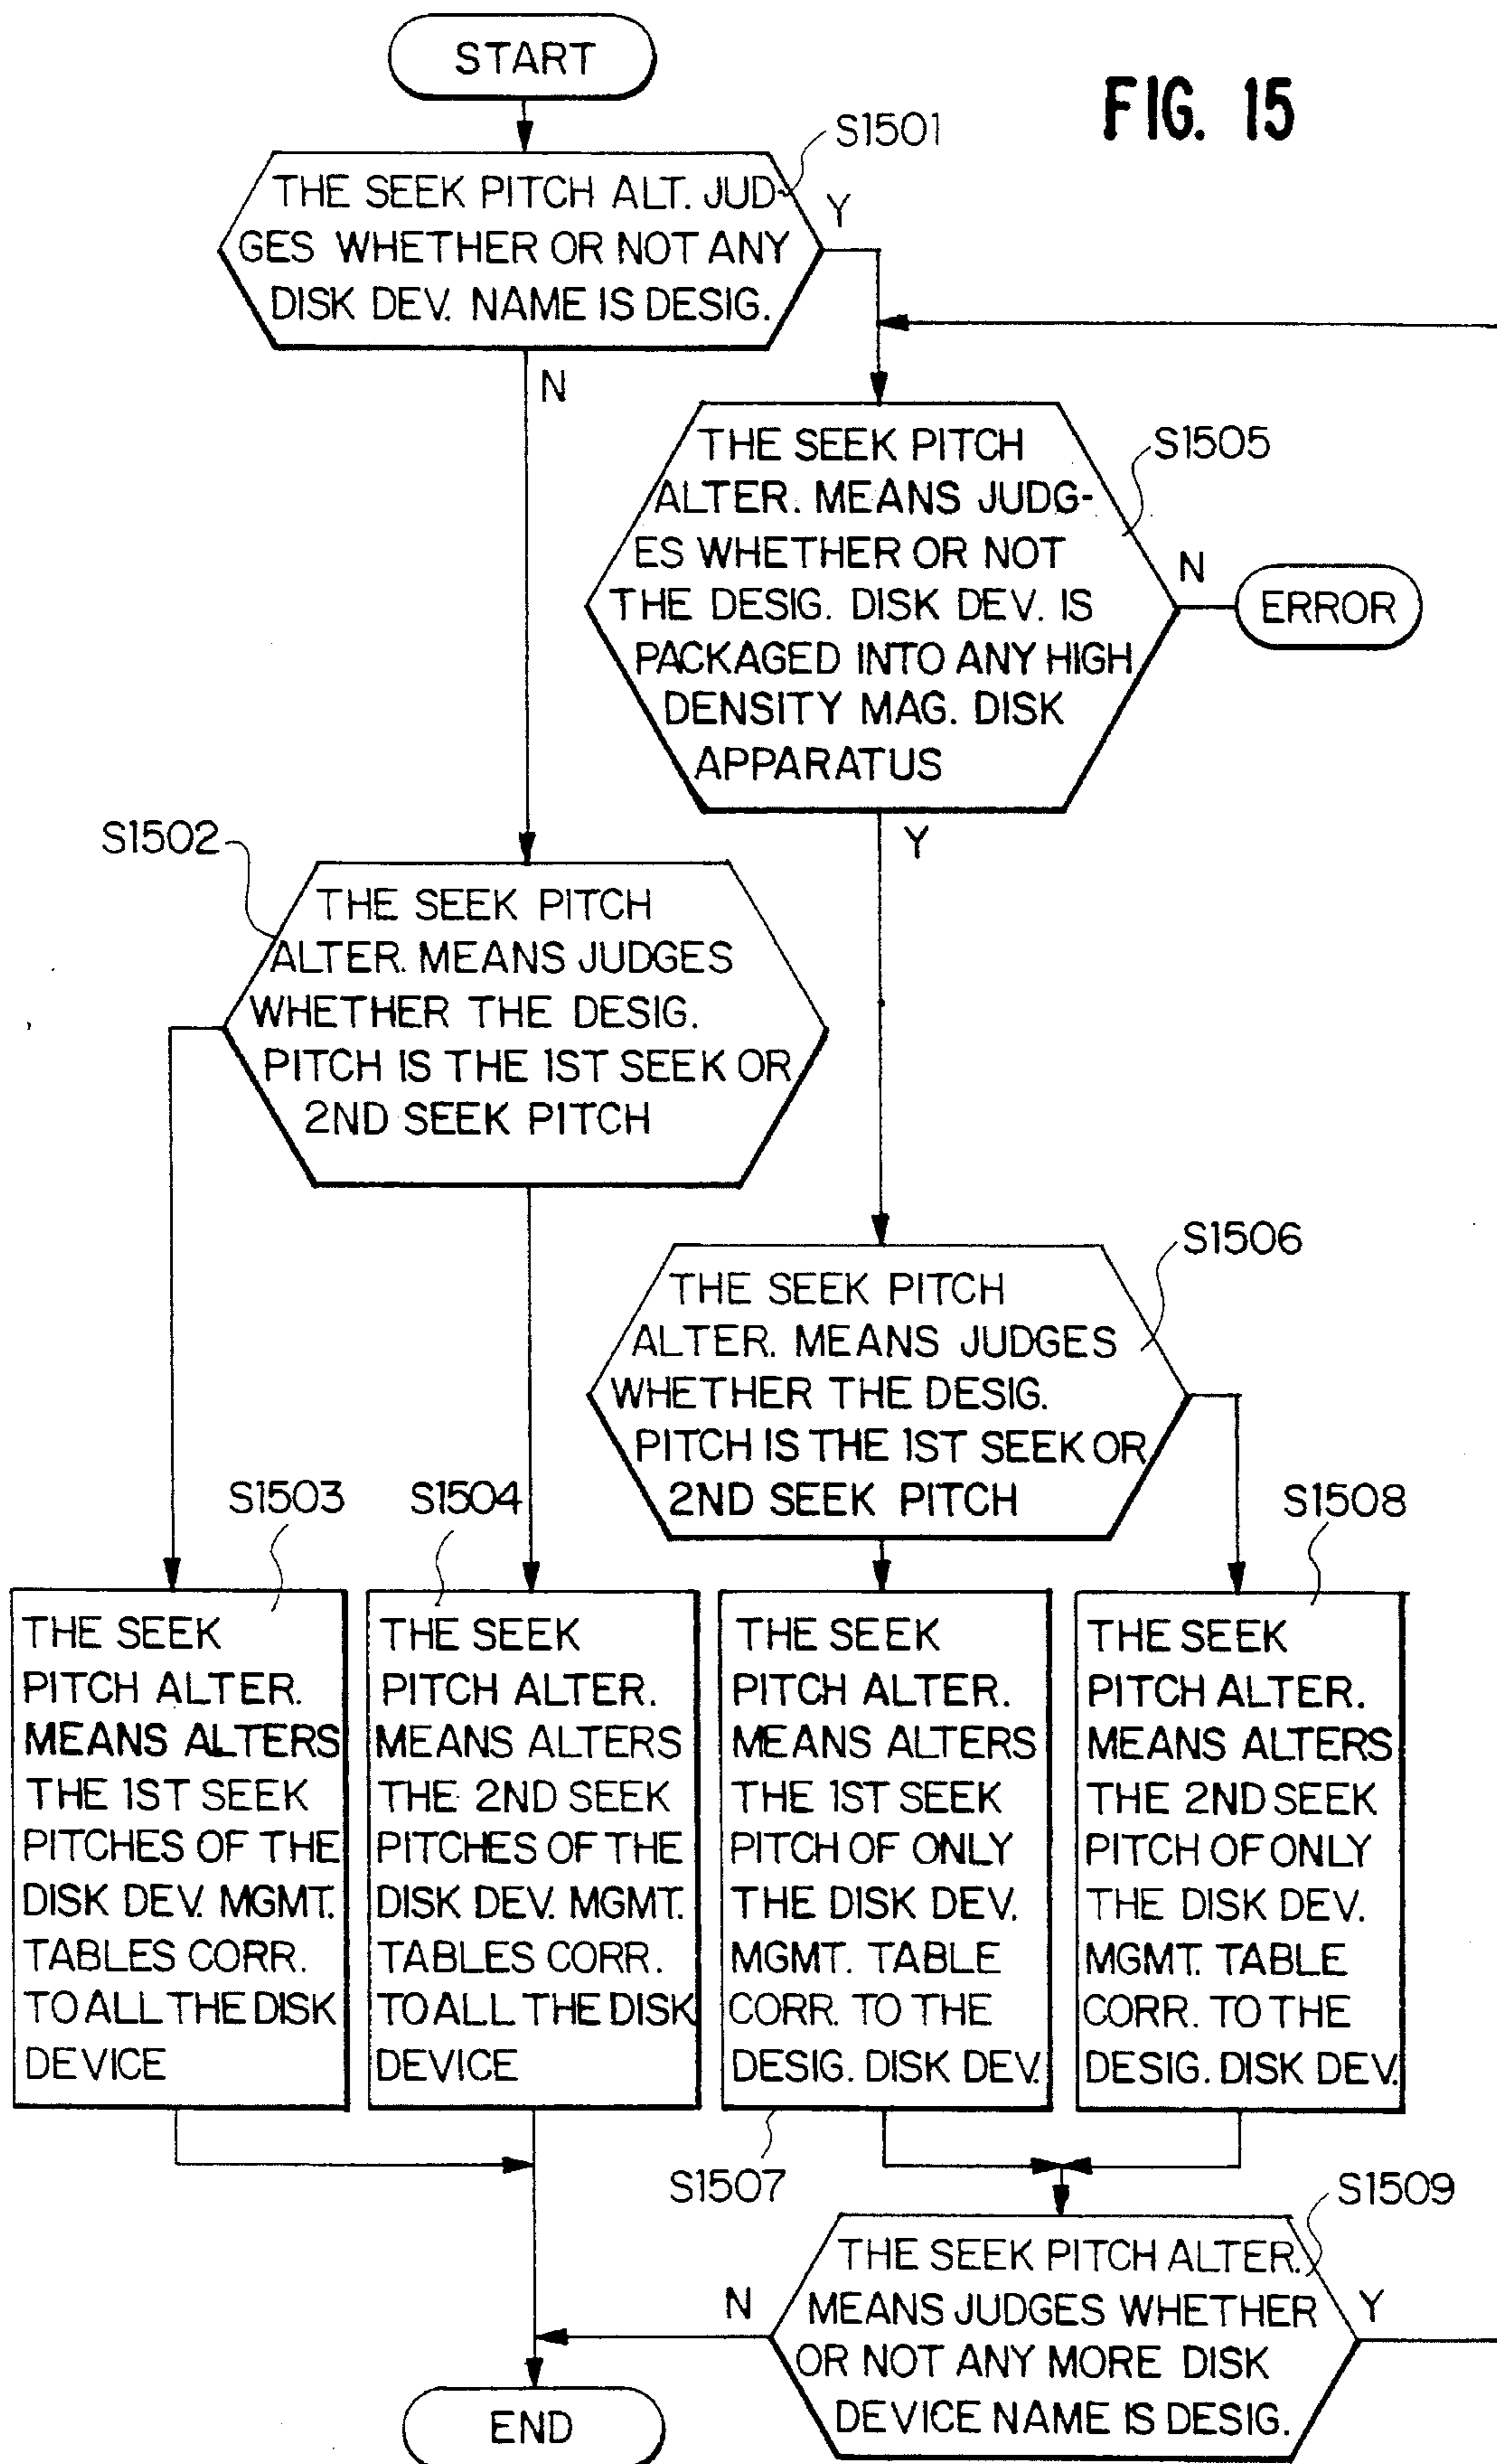 START
FIG. 15
S1501
THE SEEK PITCH ALT. JUD-
GES WHETHER OR NOT ANY
DISK DEV. NAME IS DESIG.
Y
N
S1505
THE SEEK PITCH
ALTER. MEANS JUDG-
ES WHETHER OR NOT
THE DESIG. DISK DEV. IS
PACKAGED INTO ANY HIGH
DENSITY MAG. DISK
APPARATUS
N
ERROR
Y
S1502
THE SEEK PITCH
ALTER. MEANS JUDGES
WHETHER THE DESIG.
PITCH IS THE 1ST SEEK OR
2ND SEEK PITCH
S1506
THE SEEK PITCH
ALTER. MEANS JUDGES
WHETHER THE DESIG.
PITCH IS THE 1ST SEEK OR
2ND SEEK PITCH
S1503
THE SEEK
PITCH ALTER.
MEANS ALTERS
THE 1ST SEEK
PITCHES OF THE
DISK DEV. MGMT.
TABLES CORR.
TO ALL THE DISK
DEVICE
S1504
THE SEEK
PITCH ALTER.
MEANS ALTERS
THE 2ND SEEK
PITCHES OF THE
DISK DEV. MGMT.
TABLES CORR.
TO ALL THE DISK
DEVICE
THE SEEK
PITCH ALTER.
MEANS ALTERS
THE 1ST SEEK
PITCH OF ONLY
THE DISK DEV.
MGMT. TABLE
CORR. TO THE
DESIG. DISK DEV.
S1507
S1508
THE SEEK
PITCH ALTER.
MEANS ALTERS
THE 2ND SEEK
PITCH OF ONLY
THE DISK DEV.
MGMT. TABLE
CORR. TO THE
DESIG. DISK DEV.
S1509
THE SEEK PITCH ALTER.
MEANS JUDGES WHETHER
OR NOT ANY MORE DISK
DEVICE NAME IS DESIG.
N
Y
END